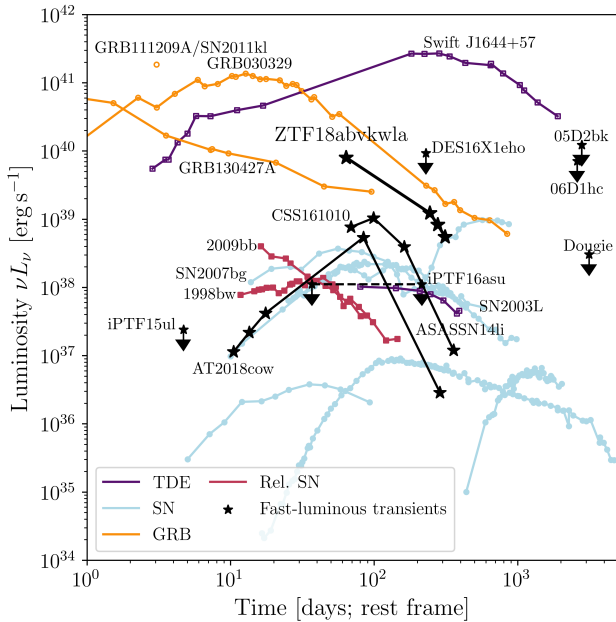 10^42
10^41
10^40
10^39
10^38
10^37
10^36
10^35
10^34
Luminosity νL_ν [erg s^−1]
GRB111209A/SN2011kl
GRB030329
Swift J1644+57
ZTF18abvkwla
DES16X1eho
05D2bk
GRB130427A
06D1hc
CSS161010
2009bb
Dougie
SN2007bg
iPTF16asu
1998bw
SN2003L
iPTF15ul
ASASSN14li
AT2018cow
TDE
SN
GRB
Rel. SN
Fast-luminous transients
10^0
10^1
10^2
10^3
Time [days; rest frame]